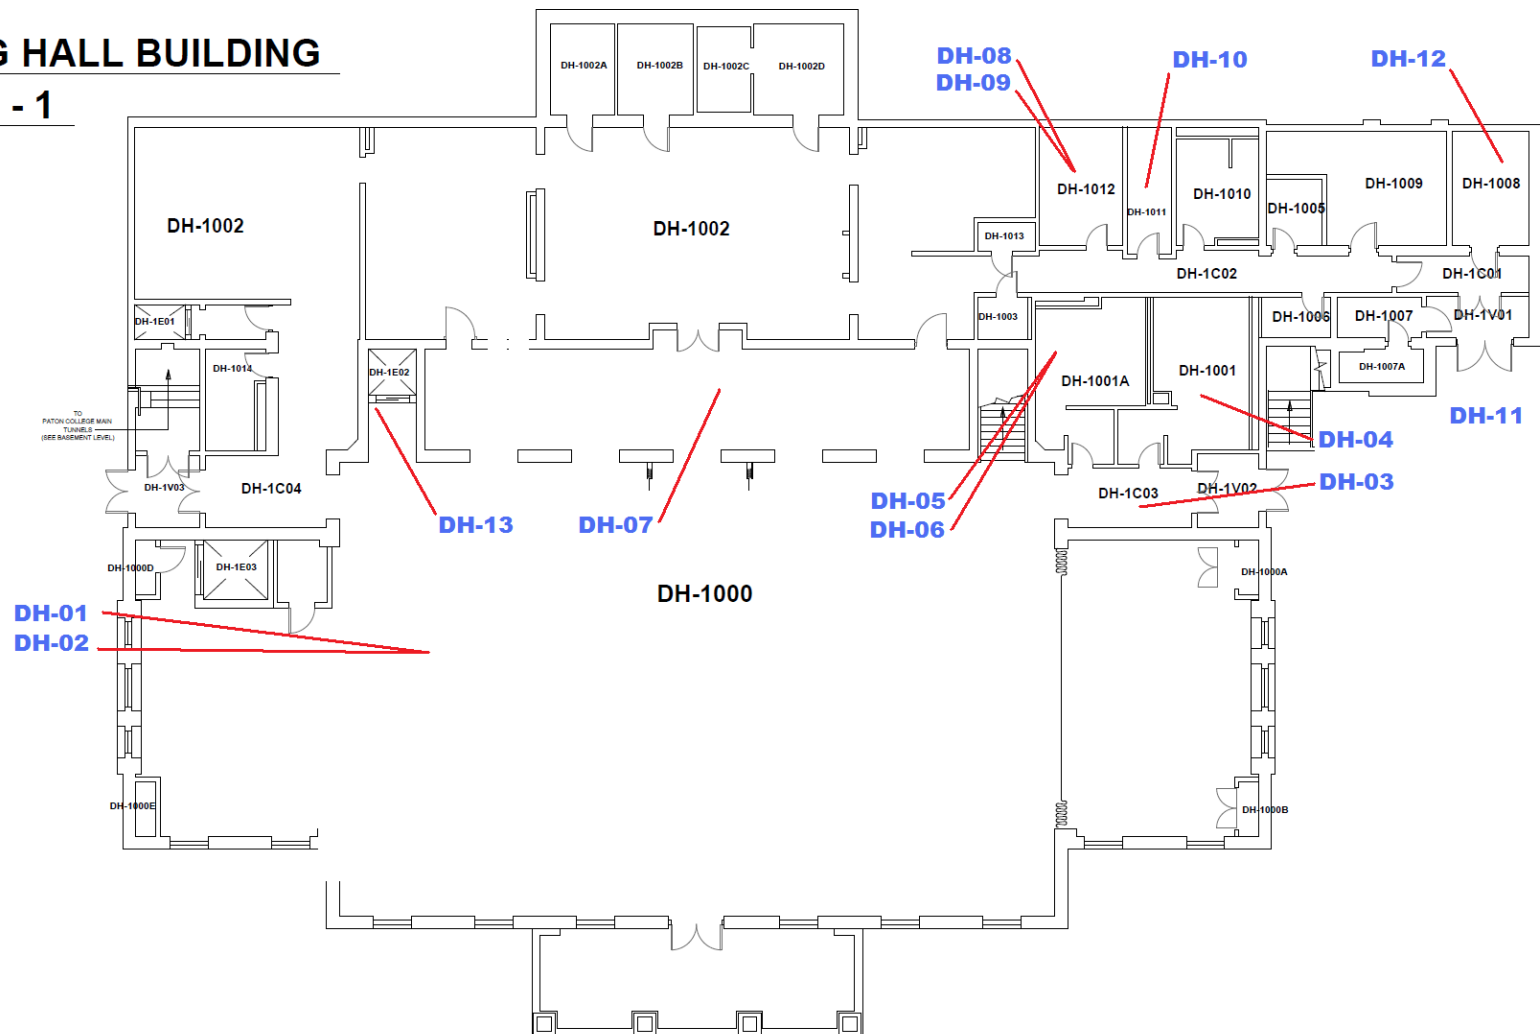 G HALL BUILDING
- 1
DH-1002A
DH-1002B
DH-1002C
DH-1002D
DH-08
DH-09
DH-10
DH-12
DH-1002
DH-1002
DH-1012
DH-1011
DH-1010
DH-1005
DH-1009
DH-1008
DH-1013
DH-1C02
DH-1C01
DH-1E01
DH-1003
DH-1006
DH-1007
DH-1V01
DH-1014
DH-1E02
DH-1001A
DH-1001
DH-1007A
TO
PATON COLLEGE MAIN
TUNNELS
(SEE BASEMENT LEVEL)
DH-11
DH-04
DH-1V03
DH-1C04
DH-13
DH-07
DH-05
DH-06
DH-1C03
DH-1V02
DH-03
DH-1000D
DH-1E03
DH-1000
DH-1000A
DH-01
DH-02
DH-1000E
DH-1000B